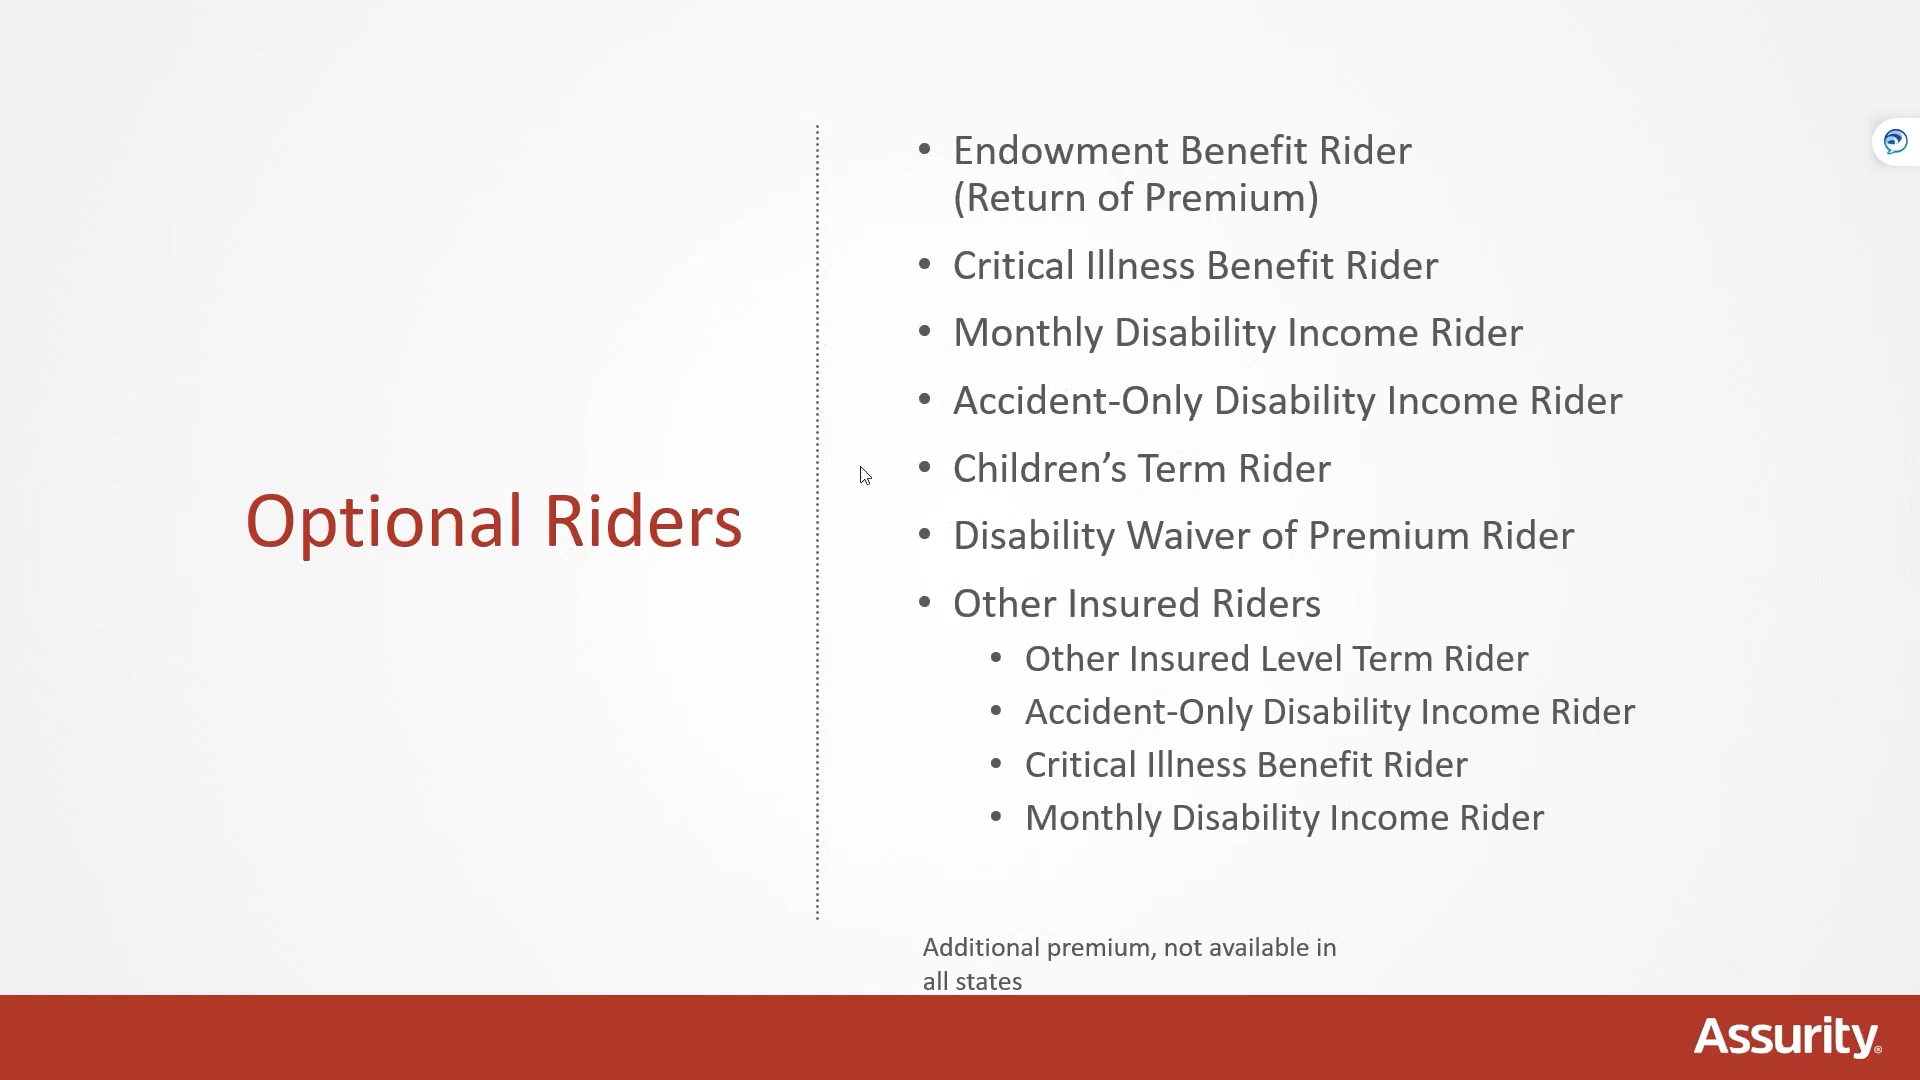 Optional Riders
• Endowment Benefit Rider
(Return of Premium)
• Critical Illness Benefit Rider
• Monthly Disability Income Rider
• Accident-Only Disability Income Rider
• Children’s Term Rider
• Disability Waiver of Premium Rider
• Other Insured Riders
• Other Insured Level Term Rider
• Accident-Only Disability Income Rider
• Critical Illness Benefit Rider
• Monthly Disability Income Rider
Additional premium, not available in
all states
Assurity®